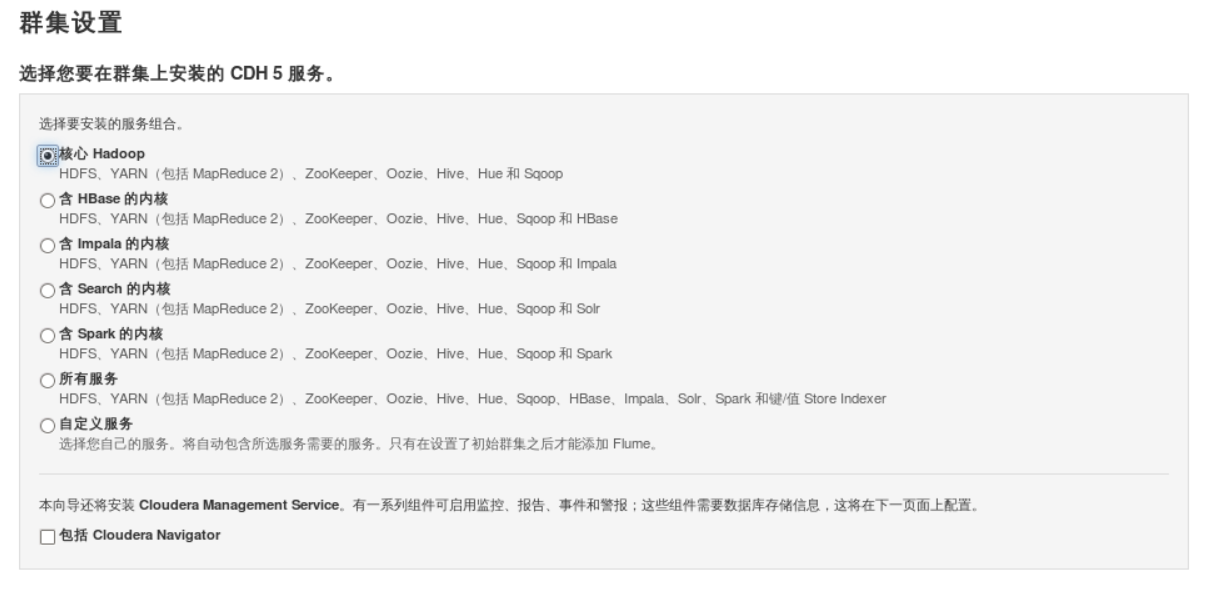 群集设置
选择您要在群集上安装的 CDH 5 服务。
选择要安装的服务组合。
核心 Hadoop
HDFS、YARN（包括 MapReduce 2）、ZooKeeper、Oozie、Hive、Hue 和 Sqoop
含 HBase 的内核
HDFS、YARN（包括 MapReduce 2）、ZooKeeper、Oozie、Hive、Hue、Sqoop 和 HBase
含 Impala 的内核
HDFS、YARN（包括 MapReduce 2）、ZooKeeper、Oozie、Hive、Hue、Sqoop 和 Impala
含 Search 的内核
HDFS、YARN（包括 MapReduce 2）、ZooKeeper、Oozie、Hive、Hue、Sqoop 和 Solr
含 Spark 的内核
HDFS、YARN（包括 MapReduce 2）、ZooKeeper、Oozie、Hive、Hue、Sqoop 和 Spark
所有服务
HDFS、YARN（包括 MapReduce 2）、ZooKeeper、Oozie、Hive、Hue、Sqoop、HBase、Impala、Solr、Spark 和键/值 Store Indexer
自定义服务
选择您自己的服务。将自动包含所选服务需要的服务。只有在设置了初始群集之后才能添加 Flume。
本向导还将安装 Cloudera Management Service。有一系列组件可启用监控、报告、事件和警报；这些组件需要数据库存储信息，这将在下一页面上配置。
包括 Cloudera Navigator